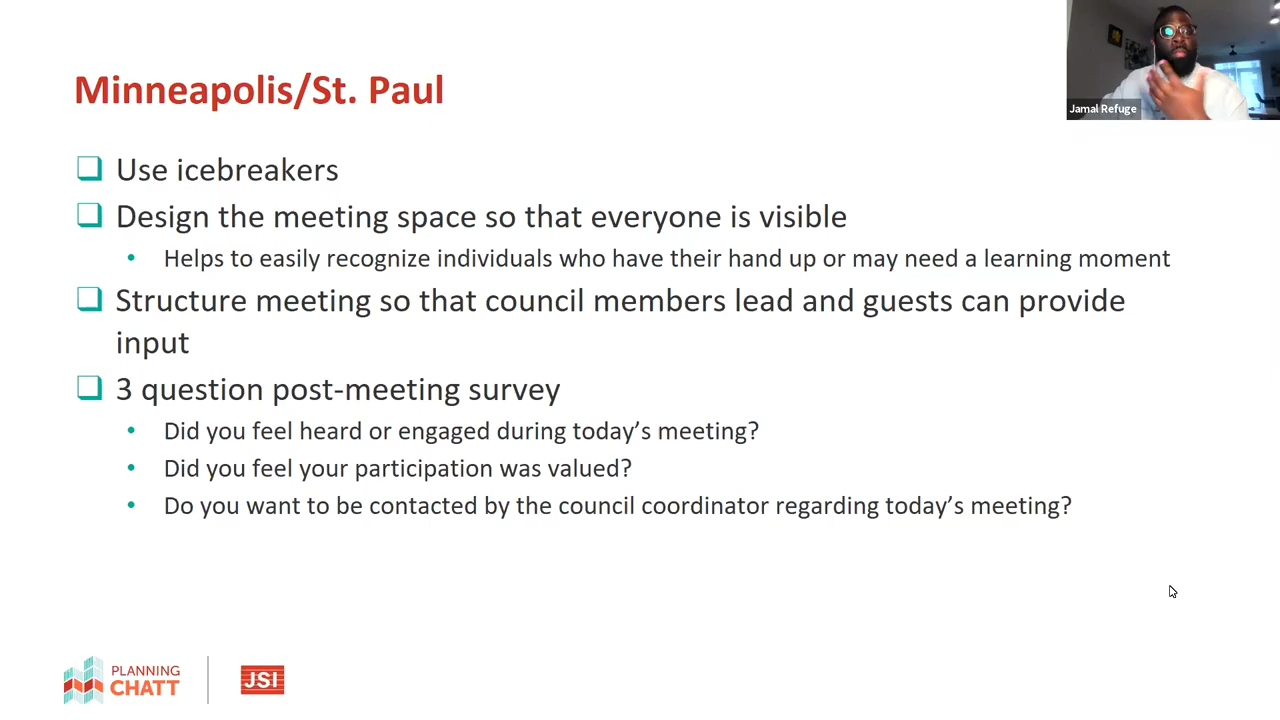 Minneapolis/St. Paul
Jamal Refuge
Use icebreakers
Design the meeting space so that everyone is visible
Helps to easily recognize individuals who have their hand up or may need a learning moment
Structure meeting so that council members lead and guests can provide
input
3 question post-meeting survey
Did you feel heard or engaged during today’s meeting?
Did you feel your participation was valued?
Do you want to be contacted by the council coordinator regarding today’s meeting?
PLANNING
CHATT
JSI